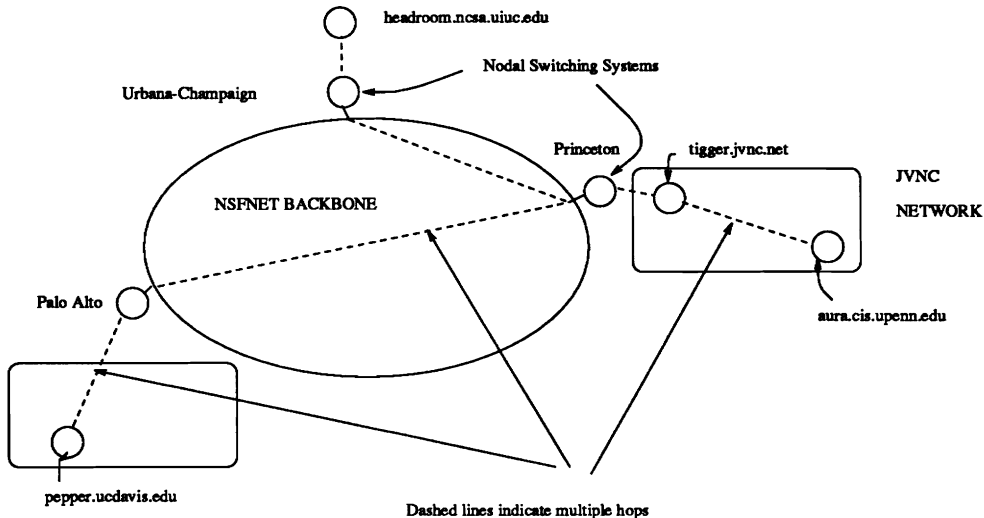 headroom.ncsa.uiuc.edu
Nodal Switching Systems
Urbana-Champaign
Princeton
tigger.jvnc.net
JVNC
NETWORK
NSFNET BACKBONE
Palo Alto
aura.cis.upenn.edu
pepper.ucdavis.edu
Dashed lines indicate multiple hops